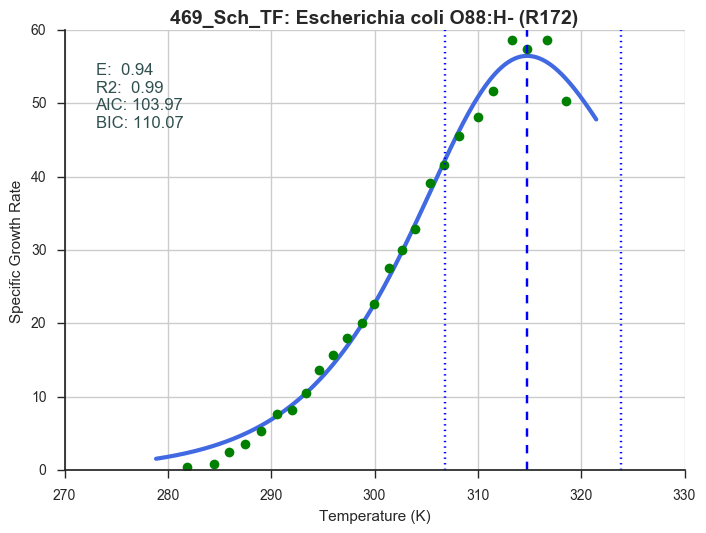 469_Sch_TF: Escherichia coli O88:H- (R172)
E:  0.94
R2:  0.99
AIC: 103.97
BIC: 110.07
Specific Growth Rate
60
50
40
30
20
10
0
270 280 290 300 310 320 330
Temperature (K)